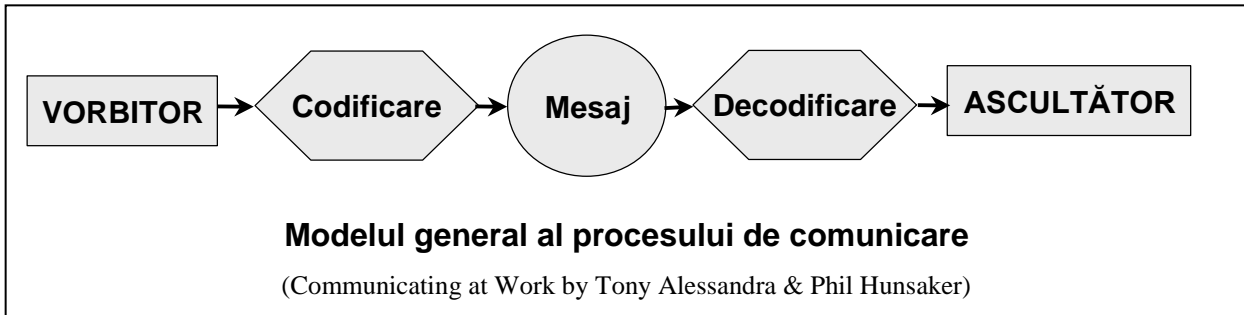 VORBITOR
Codificare
Mesaj
Decodificare
ASCULTĂTOR
Modelul general al procesului de comunicare
(Communicating at Work by Tony Alessandra & Phil Hunsaker)